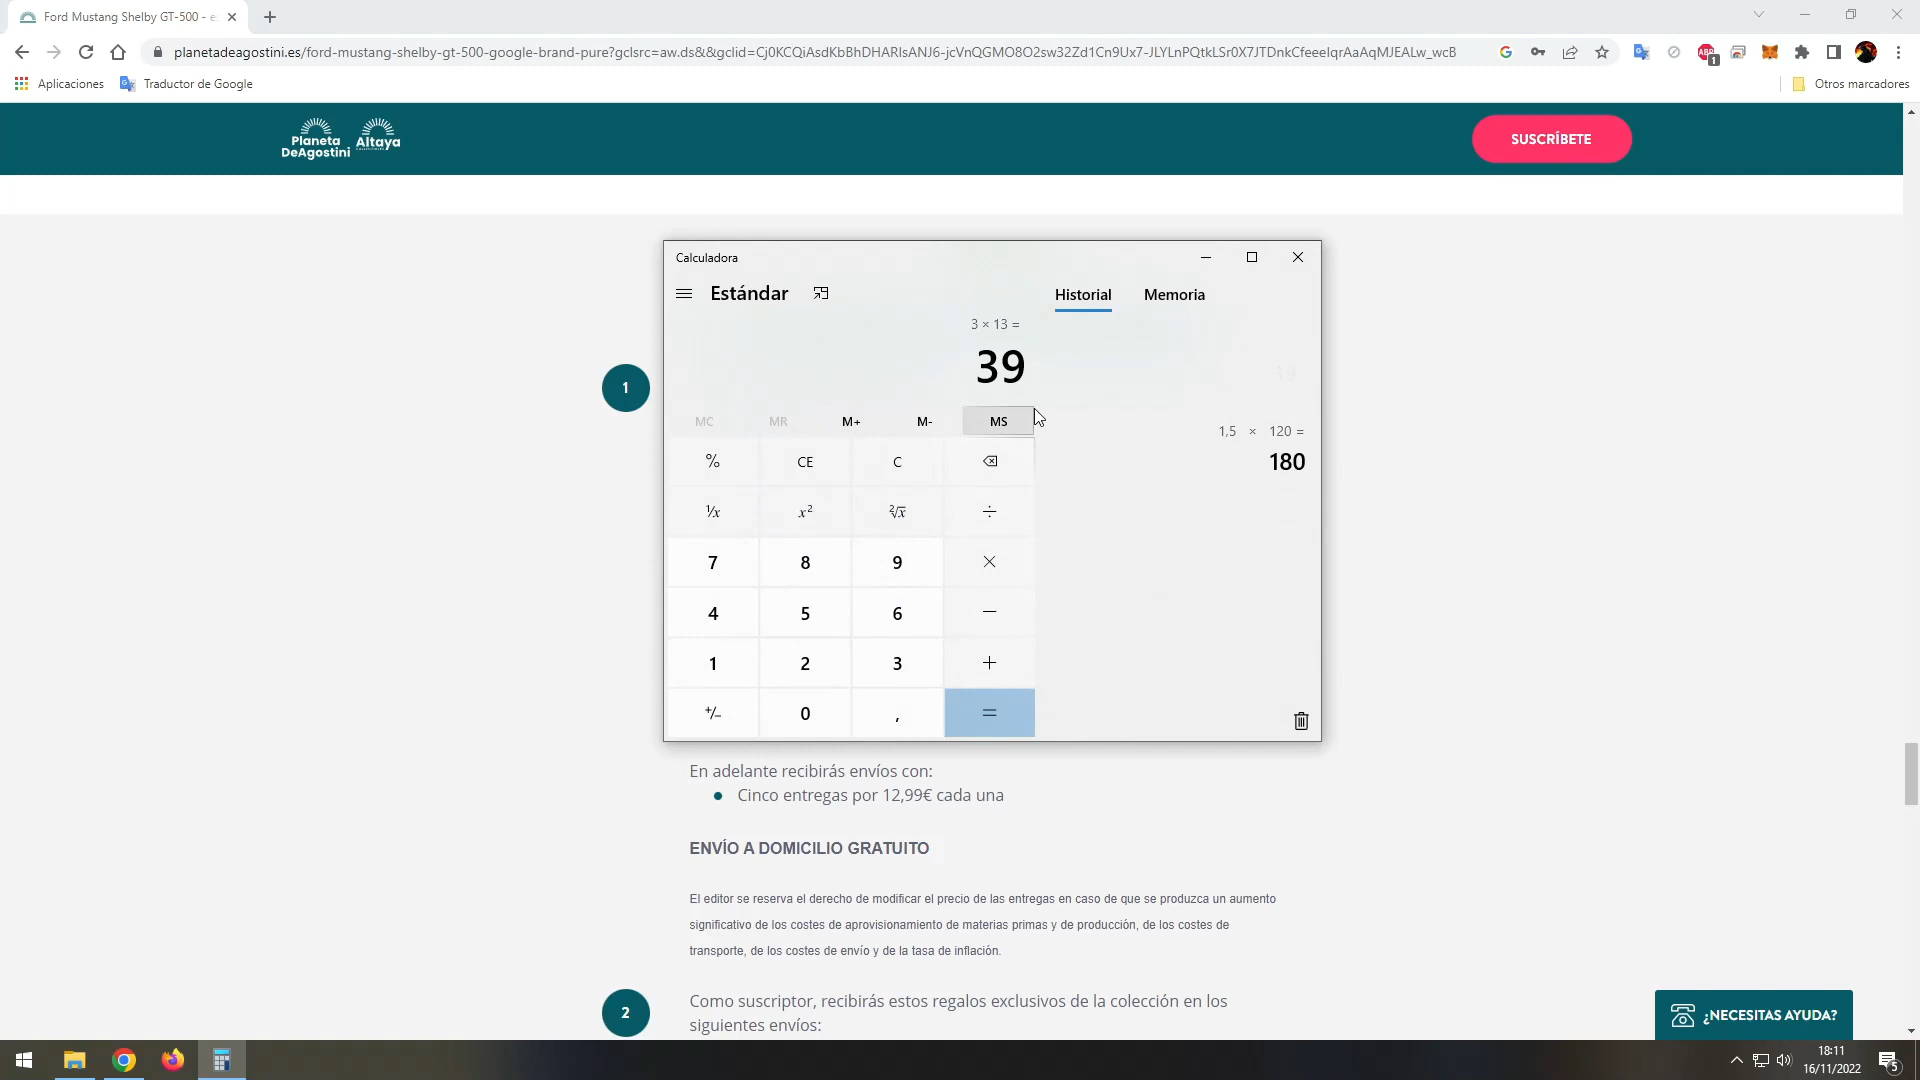 Ford Mustang Shelby GT-500 - e
planetadeagostini.es/ford-mustang-shelby-gt-500-google-brand-pure?gclsrc=aw.ds&&gclid=Cj0KCQiAsdKbBhDHARIsANJ6-jcVnQGMO8O2sw32Zd1Cn9Ux7-JLYLnPQtkLSr0X7JTDnkCfeeeIqrAaAqMJEALw_wcB
ABP 1
Aplicaciones
Traductor de Google
Otros marcadores
Planeta DeAgostini
Altaya
SUSCRÍBETE
Calculadora
Estándar
Historial
Memoria
3 × 13 =
39
39
1
MC MR M+ M- MS
1,5 × 120 =
180
% CE C
1/x x² ²√x ÷
7 8 9 ×
4 5 6 −
1 2 3 +
+/− 0 , =
En adelante recibirás envíos con:
Cinco entregas por 12,99€ cada una
ENVÍO A DOMICILIO GRATUITO
El editor se reserva el derecho de modificar el precio de las entregas en caso de que se produzca un aumento
significativo de los costes de aprovisionamiento de materias primas y de producción, de los costes de
transporte, de los costes de envío y de la tasa de inflación.
2
Como suscriptor, recibirás estos regalos exclusivos de la colección en los
siguientes envíos:
¿NECESITAS AYUDA?
18:11
16/11/2022
5